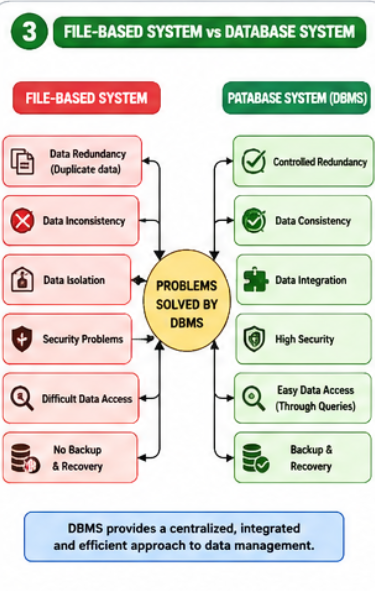 3
FILE-BASED SYSTEM vs DATABASE SYSTEM
FILE-BASED SYSTEM
PATABASE SYSTEM (DBMS)
Data Redundancy
(Duplicate data)
Controlled Redundancy
Data Inconsistency
Data Consistency
Data Isolation
Data Integration
PROBLEMS
SOLVED BY
DBMS
Security Problems
High Security
Difficult Data Access
Easy Data Access
(Through Queries)
No Backup
& Recovery
Backup &
Recovery
DBMS provides a centralized, integrated
and efficient approach to data management.